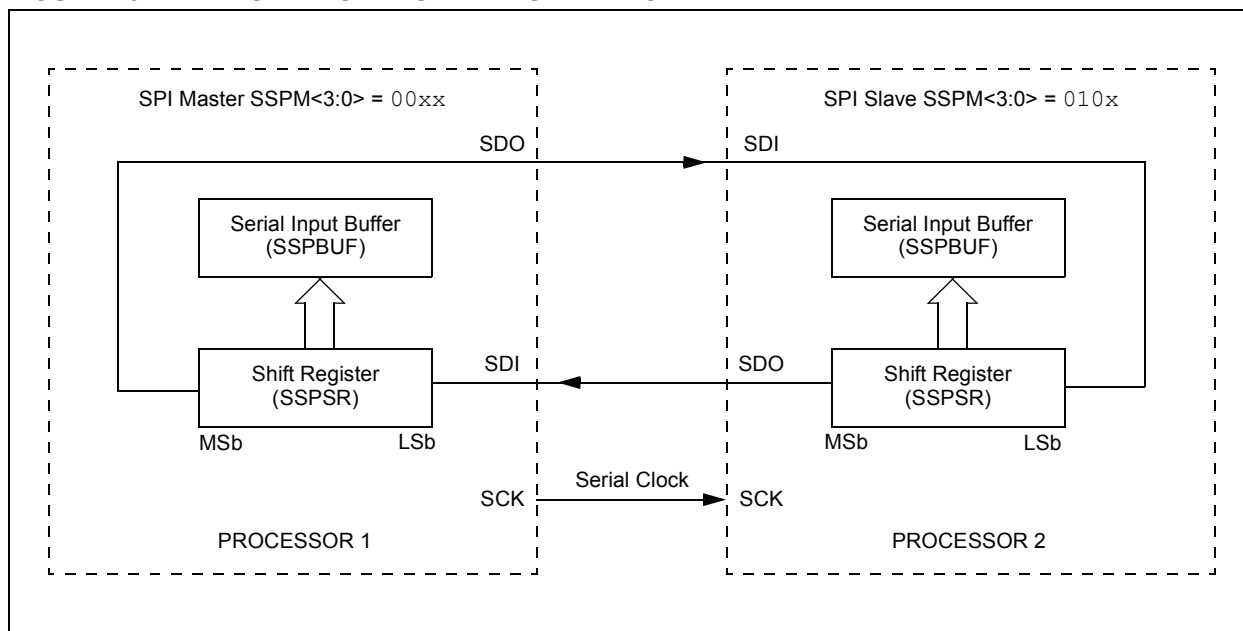 SPI Master SSPM<3:0> = 00xx
SPI Slave SSPM<3:0> = 010x
SDO
SDI
Serial Input Buffer
(SSPBUF)
Serial Input Buffer
(SSPBUF)
SDI
SDO
Shift Register
(SSPSR)
Shift Register
(SSPSR)
MSb
LSb
MSb
LSb
Serial Clock
SCK
SCK
PROCESSOR 1
PROCESSOR 2